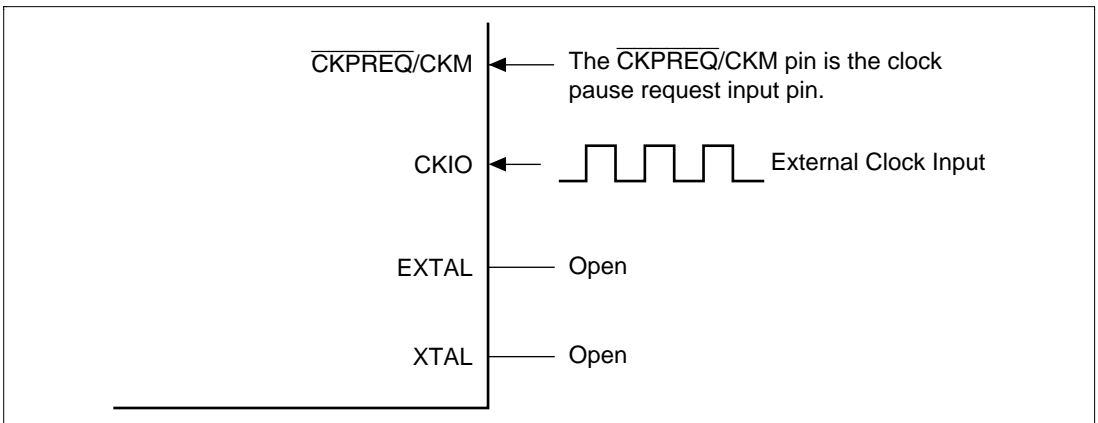 CKPREQ/CKM
The CKPREQ/CKM pin is the clock
pause request input pin.
CKIO
External Clock Input
EXTAL
Open
XTAL
Open